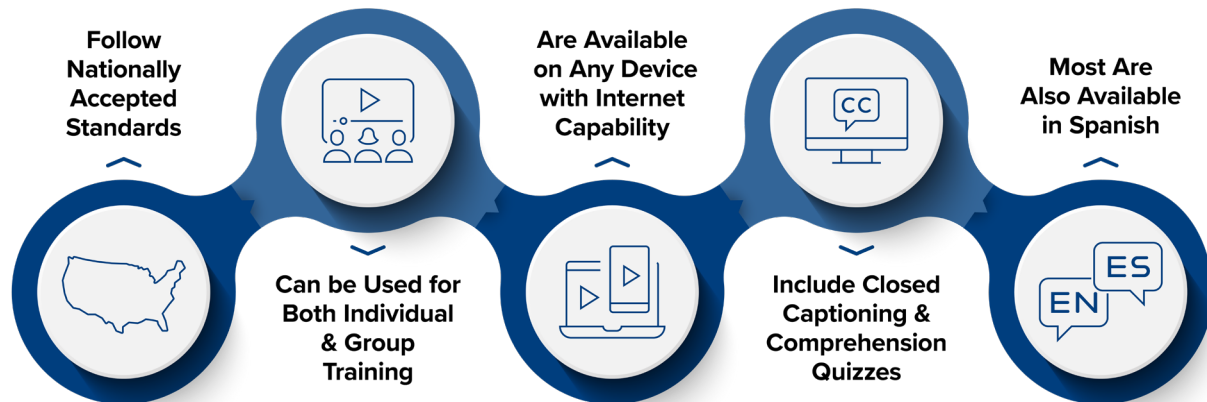 Follow
Nationally
Accepted
Standards
Can be Used for
Both Individual
& Group
Training
Are Available
on Any Device
with Internet
Capability
CC
Include Closed
Captioning &
Comprehension
Quizzes
Most Are
Also Available
in Spanish
ES
EN